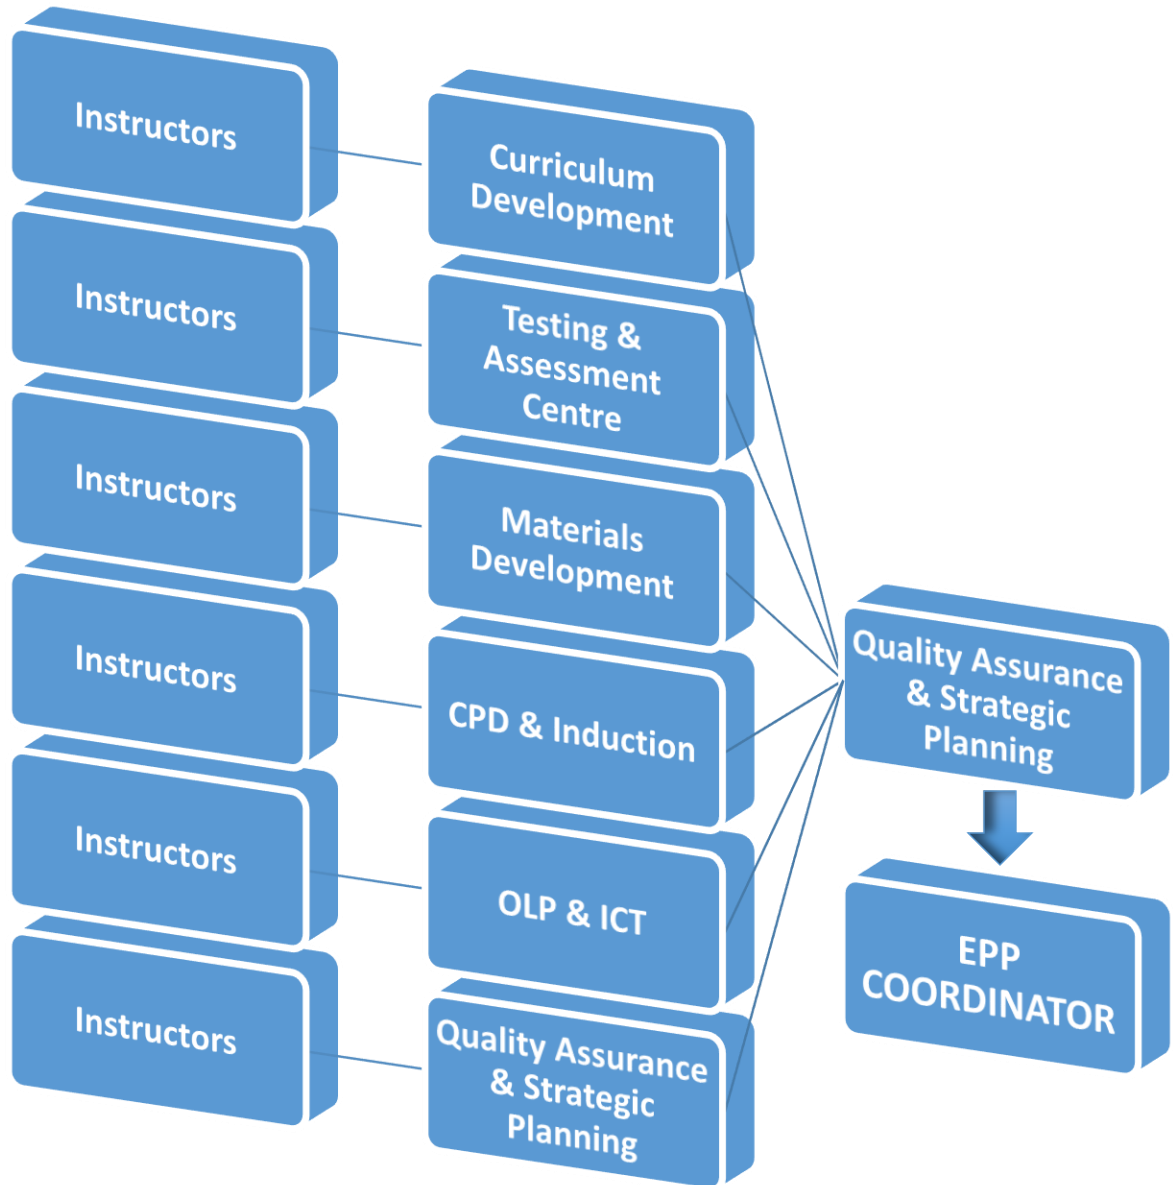 Instructors
Instructors
Instructors
Instructors
Instructors
Instructors
Curriculum
Development
Testing &
Assessment
Centre
Materials
Development
CPD & Induction
OLP & ICT
Quality Assurance
& Strategic
Planning
Quality Assurance
& Strategic
Planning
EPP
COORDINATOR